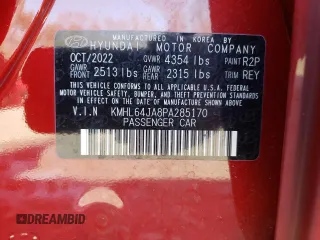 MANUFACTURED IN KOREA BY
HYUNDAI MOTOR COMPANY
OCT/2022 GVWR 4354 lbs PAINT R2P
GAWR FRONT 2513 lbs GAWR REAR 2315 lbs TRIM REY
THIS VEHICLE CONFORMS TO ALL APPLICABLE
FEDERAL MOTOR VEHICLE SAFETY, BUMPER, AND THEFT
PREVENTION STANDARDS IN EFFECT ON THE
DATE OF MANUFACTURE SHOWN ABOVE.
V.I.N KMHL64JA8PA285170
PASSENGER CAR